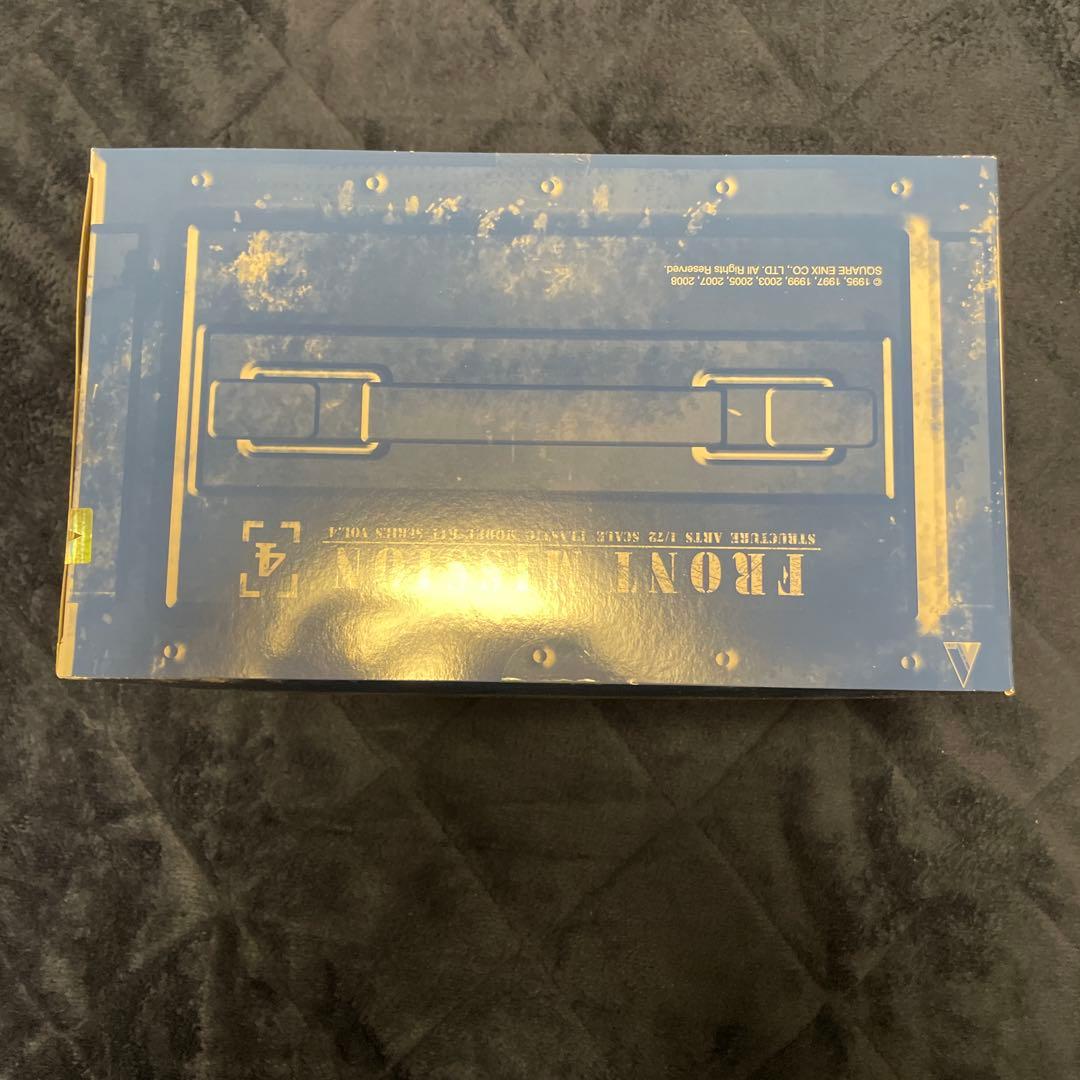 FRONT MISSION
STRUCTURE ARTS 1/72 SCALE PLASTIC MODEL KIT SERIES VOL.4
4
© 1995, 1997, 1999, 2003, 2005, 2007, 2008
SQUARE ENIX CO., LTD. All Rights Reserved.